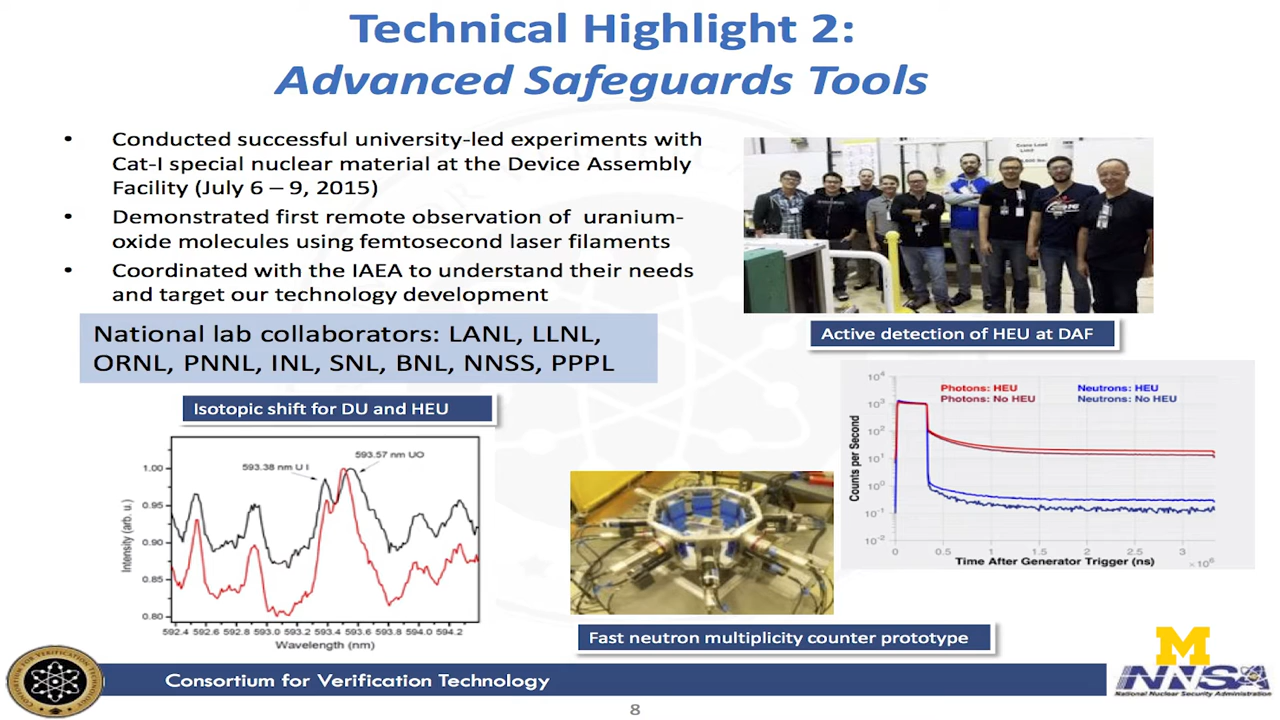 Technical Highlight 2:
Advanced Safeguards Tools
• Conducted successful university-led experiments with
Cat-I special nuclear material at the Device Assembly
Facility (July 6 – 9, 2015)
• Demonstrated first remote observation of uranium-
oxide molecules using femtosecond laser filaments
• Coordinated with the IAEA to understand their needs
and target our technology development
National lab collaborators: LANL, LLNL,
ORNL, PNNL, INL, SNL, BNL, NNSS, PPPL
Active detection of HEU at DAF
Isotopic shift for DU and HEU
593.38 nm U I
593.57 nm UO
Intensity (arb. u.)
1.00
0.95
0.90
0.85
0.80
592.4 592.6 592.8 593.0 593.2 593.4 593.6 593.8 594.0 594.2
Wavelength (nm)
Fast neutron multiplicity counter prototype
Photons: HEU
Photons: No HEU
Neutrons: HEU
Neutrons: No HEU
Counts per Second
10⁴
10³
10²
10¹
10⁰
10⁻¹
10⁻²
0 0.5 1 1.5 2 2.5 3
× 10⁶
Time After Generator Trigger (ns)
Consortium for Verification Technology
M
NNSA
National Nuclear Security Administration
8